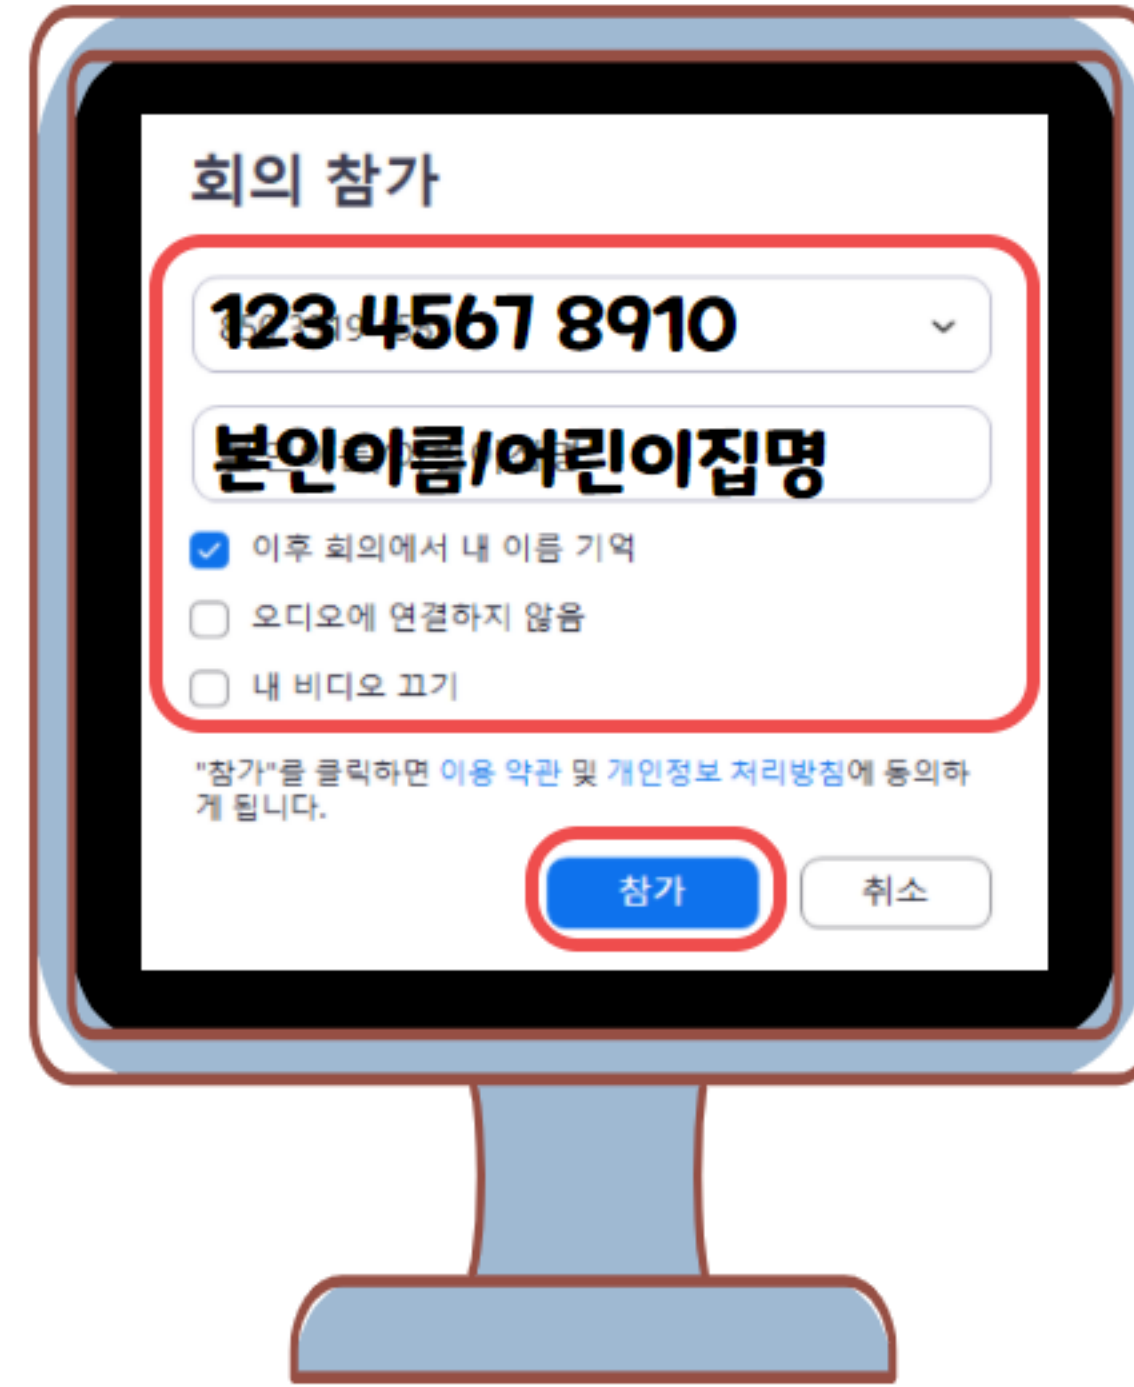 회의 참가
123 4567 8910
본인이름/어린이집명
이후 회의에서 내 이름 기억
오디오에 연결하지 않음
내 비디오 끄기
"참가"를 클릭하면 이용 약관 및 개인정보 처리방침에 동의하
게 됩니다.
참가 취소